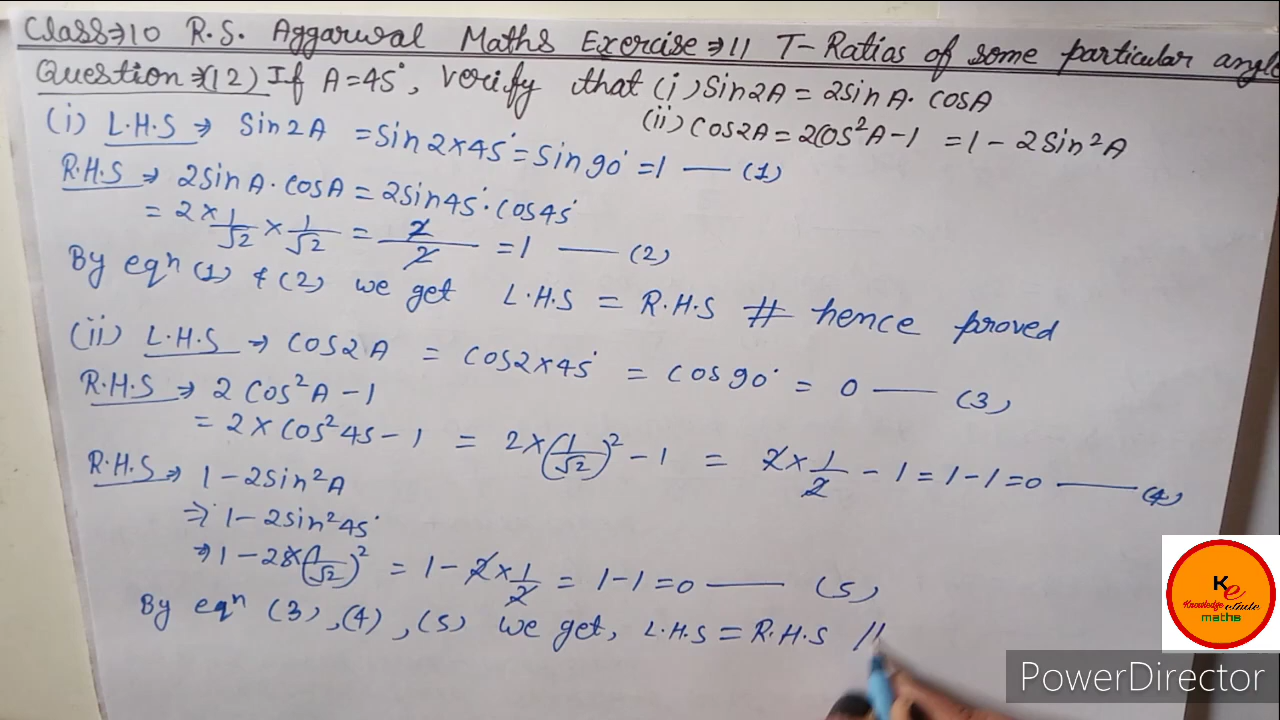 Class→10 R.S. Aggarwal Maths Exercise→11 T-Ratios of some particular angle
Question→(12) If A=45°, verify that (i) Sin2A = 2sinA. cosA
(ii) Cos2A = 2cos²A-1 = 1-2Sin²A
(i) L.H.S → Sin2A = Sin2×45° = Sin90° = 1 — (1)
R.H.S → 2SinA.CosA = 2Sin45°.Cos45°
= 2×1/√2×1/√2 = 2/2 = 1 — (2)
By eqn (1) & (2) we get L.H.S = R.H.S # hence proved
(ii) L.H.S → Cos2A = Cos2×45° = Cos90° = 0 — (3)
R.H.S → 2Cos²A-1
= 2×Cos²45-1 = 2×(1/√2)²-1 = 2×1/2-1 = 1-1=0 — (4)
R.H.S → 1-2Sin²A
⇒ 1-2Sin²45°
⇒ 1-2×(1/√2)² = 1-2×1/2 = 1-1=0 — (5)
By eqn (3), (4), (5) we get, L.H.S = R.H.S //
Ke
Knowledge etude
maths
PowerDirector